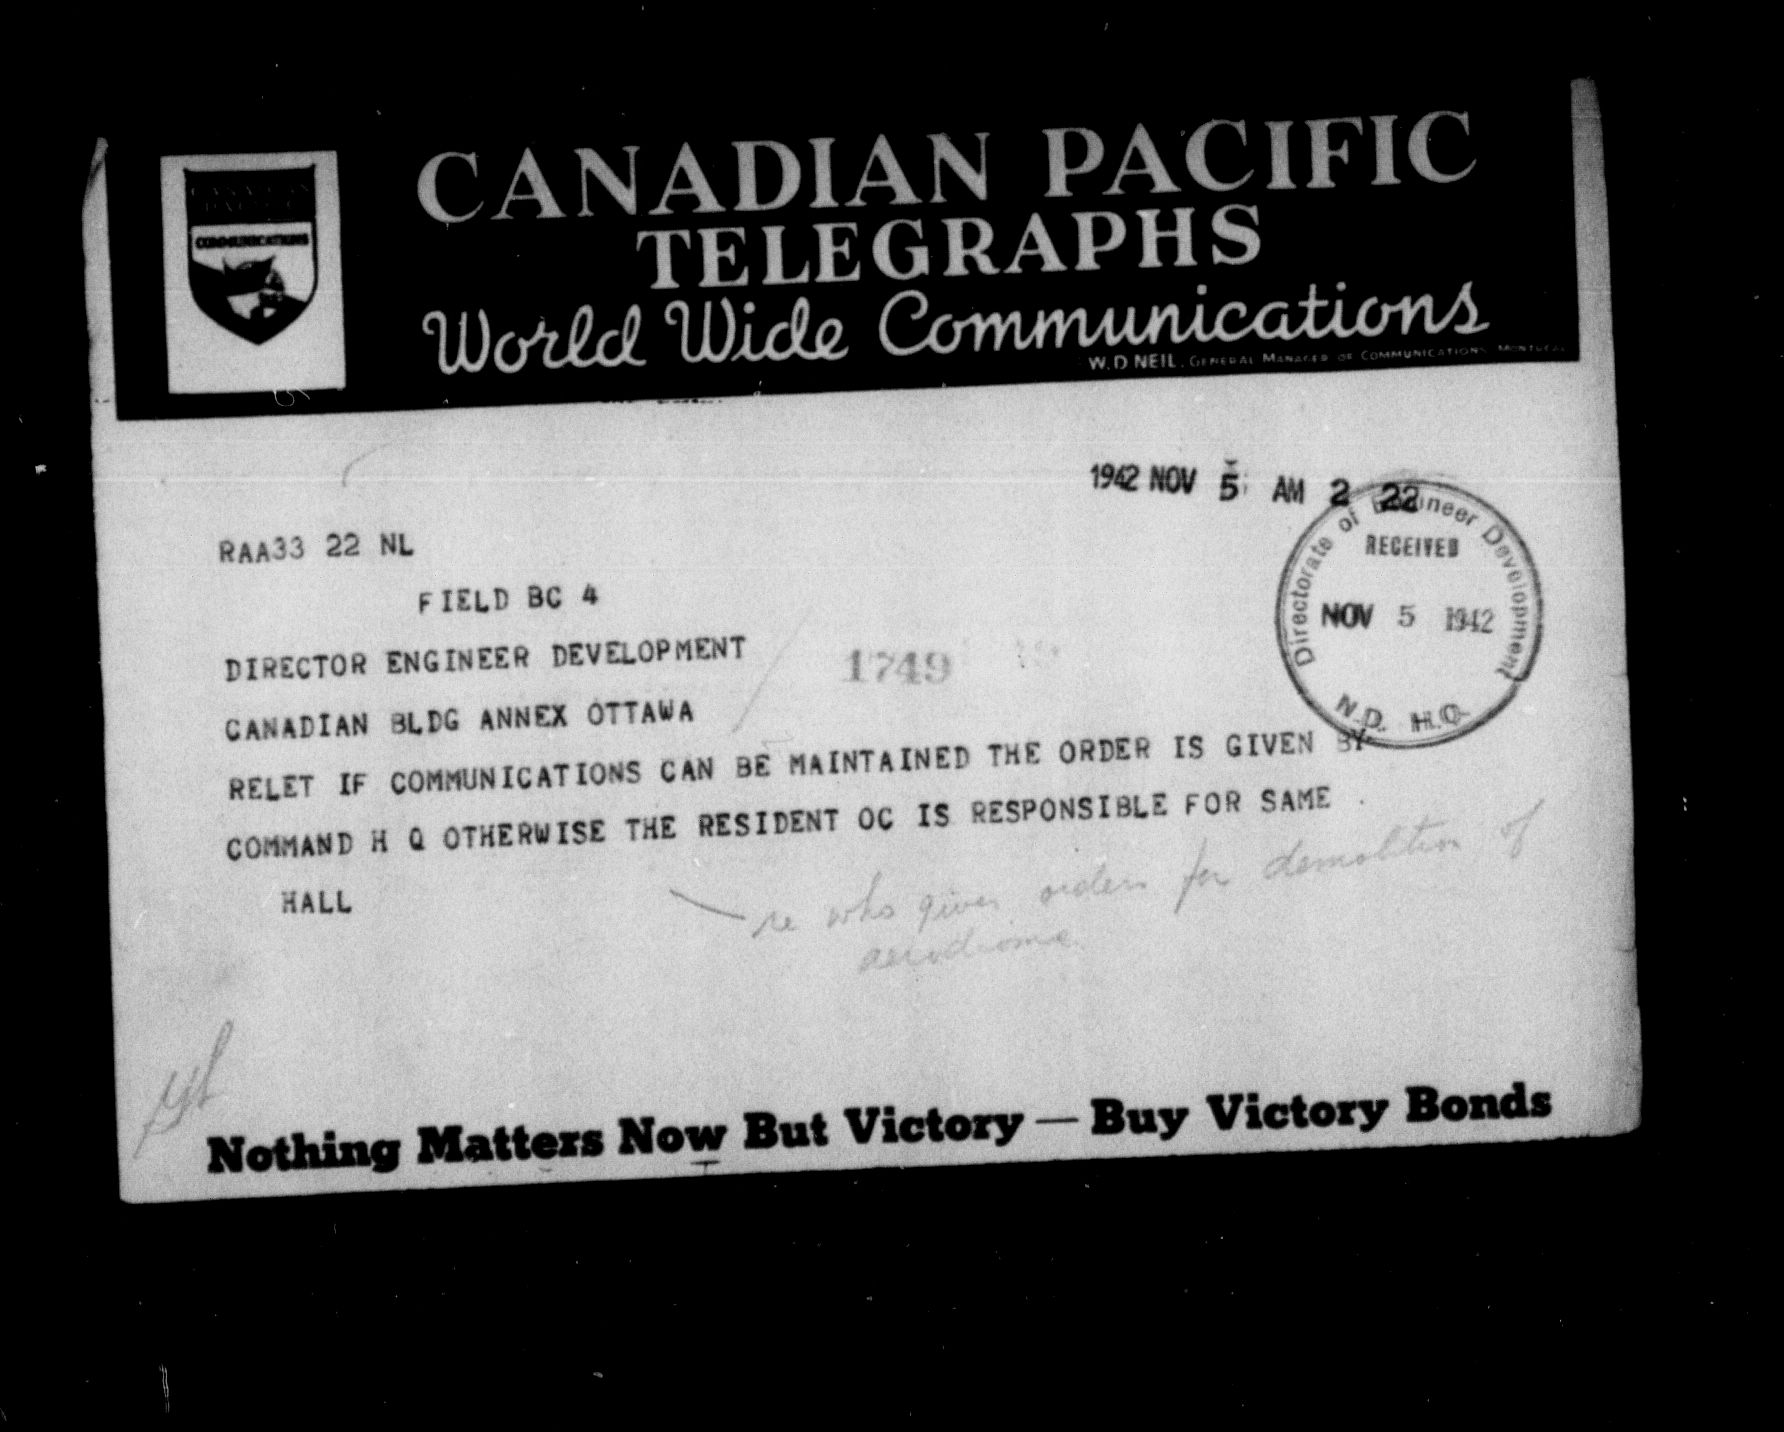 CANADIAN PACIFIC
TELEGRAPHS
World Wide Communications
W. D. NEIL, GENERAL MANAGER OF COMMUNICATIONS MONTREAL
CANADIAN PACIFIC
COMMUNICATIONS
1942 NOV 5 AM 2 22
Directorate of Engineer Development
RECEIVED
NOV 5 1942
N.D. H.Q.
RAA33 22 NL
FIELD BC 4
DIRECTOR ENGINEER DEVELOPMENT
1749
CANADIAN BLDG ANNEX OTTAWA
RELET IF COMMUNICATIONS CAN BE MAINTAINED THE ORDER IS GIVEN BY
COMMAND H Q OTHERWISE THE RESIDENT OC IS RESPONSIBLE FOR SAME .
HALL
re who gives orders for demolition of
aerodrome
Nothing Matters Now But Victory — Buy Victory Bonds